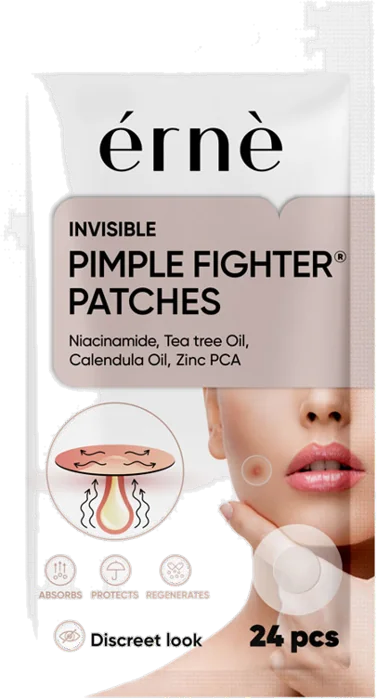 érnè
INVISIBLE
PIMPLE FIGHTER®
PATCHES
Niacinamide, Tea tree Oil,
Calendula Oil, Zinc PCA
ABSORBS PROTECTS REGENERATES
Discreet look
24 pcs